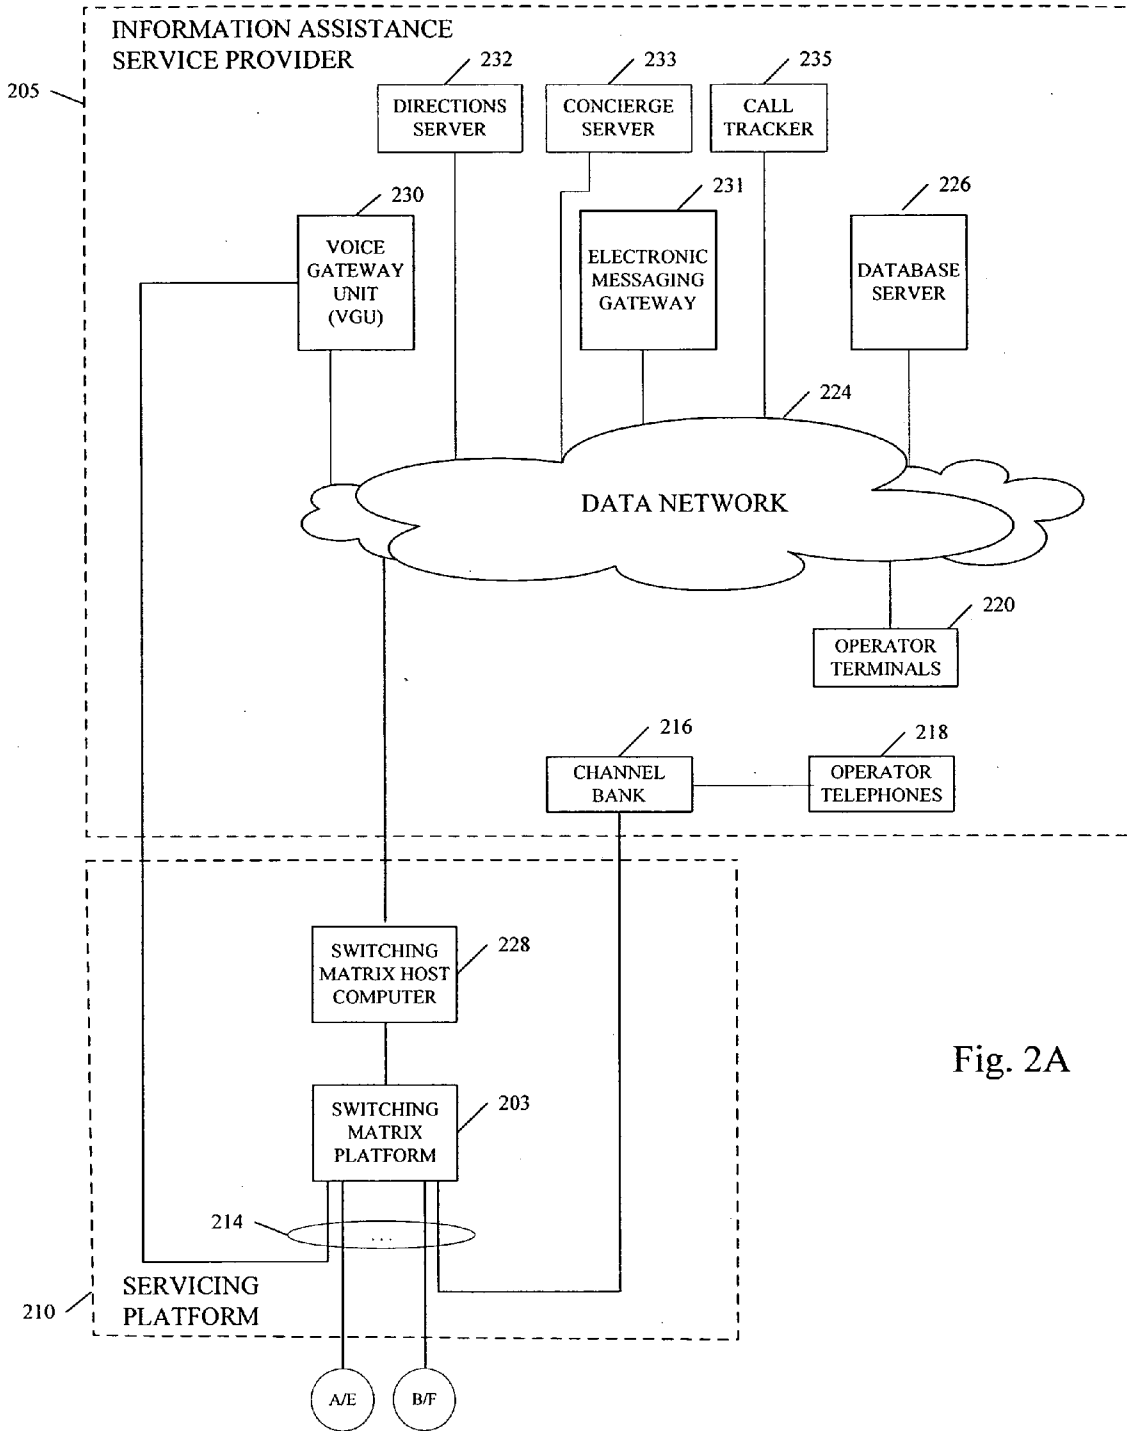 INFORMATION ASSISTANCE
SERVICE PROVIDER
205
232
233
235
DIRECTIONS
SERVER
CONCIERGE
SERVER
CALL
TRACKER
230
231
226
VOICE
GATEWAY
UNIT
(VGU)
ELECTRONIC
MESSAGING
GATEWAY
DATABASE
SERVER
224
DATA NETWORK
220
OPERATOR
TERMINALS
216
218
CHANNEL
BANK
OPERATOR
TELEPHONES
228
SWITCHING
MATRIX HOST
COMPUTER
Fig. 2A
203
SWITCHING
MATRIX
PLATFORM
214
...
SERVICING
PLATFORM
210
A/E
B/F